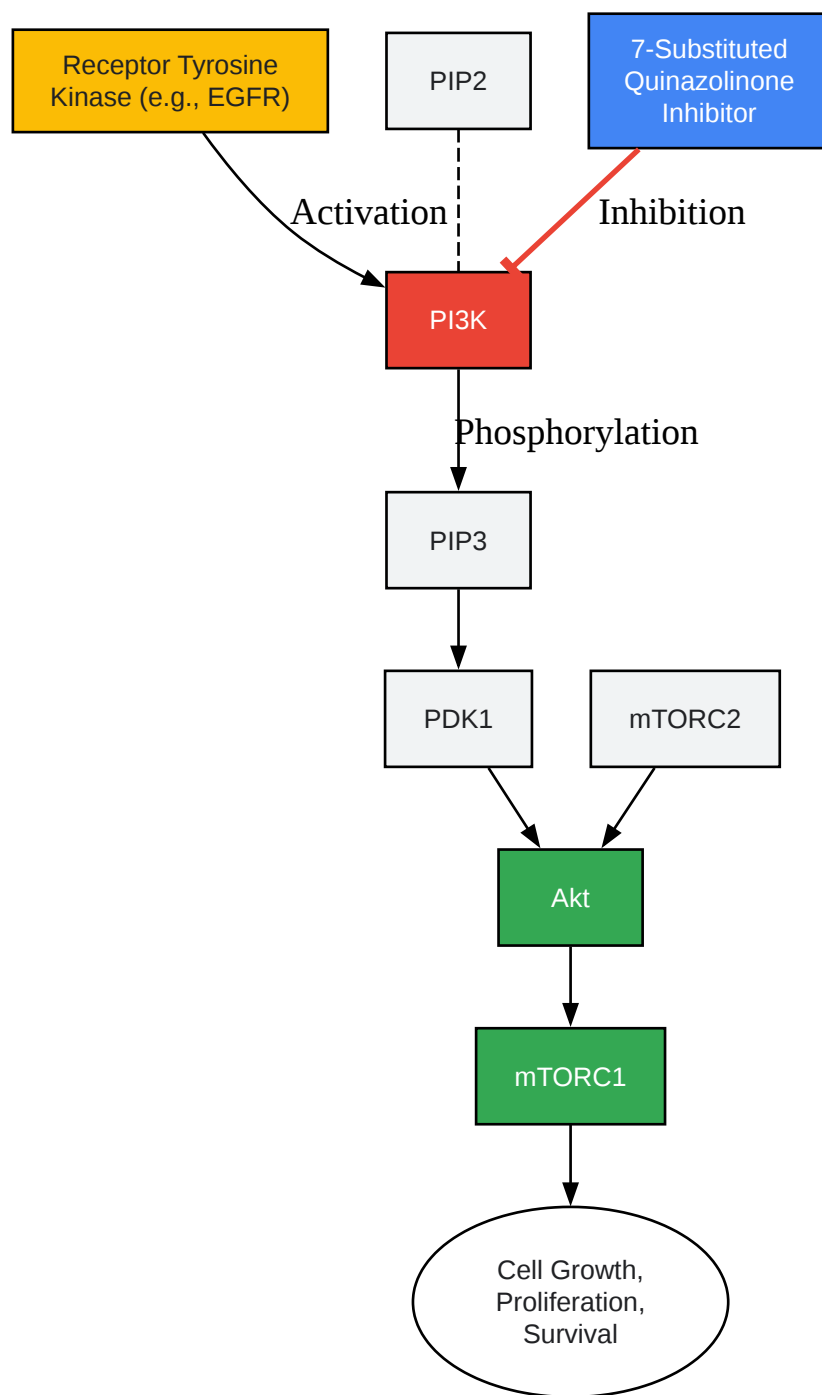 Receptor Tyrosine
Kinase (e.g., EGFR)
PIP2
7-Substituted
Quinazolinone
Inhibitor
Activation
Inhibition
PI3K
Phosphorylation
PIP3
PDK1
mTORC2
Akt
mTORC1
Cell Growth,
Proliferation,
Survival